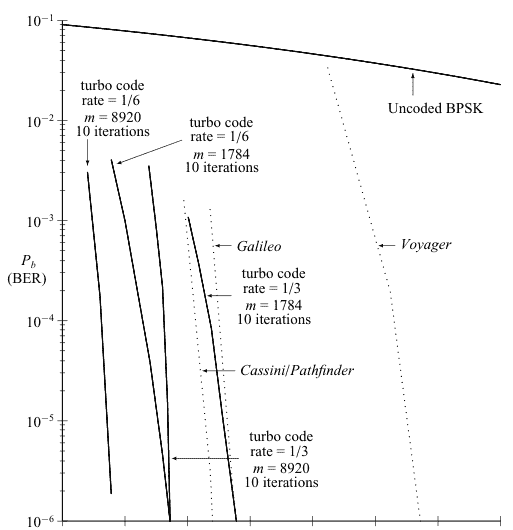 10⁻¹
turbo code
rate = 1/6
m = 8920
10 iterations
Uncoded BPSK
10⁻²
turbo code
rate = 1/6
m = 1784
10 iterations
10⁻³
Galileo
Voyager
P_b
(BER)
turbo code
rate = 1/3
m = 1784
10 iterations
10⁻⁴
Cassini/Pathfinder
10⁻⁵
turbo code
rate = 1/3
m = 8920
10 iterations
10⁻⁶